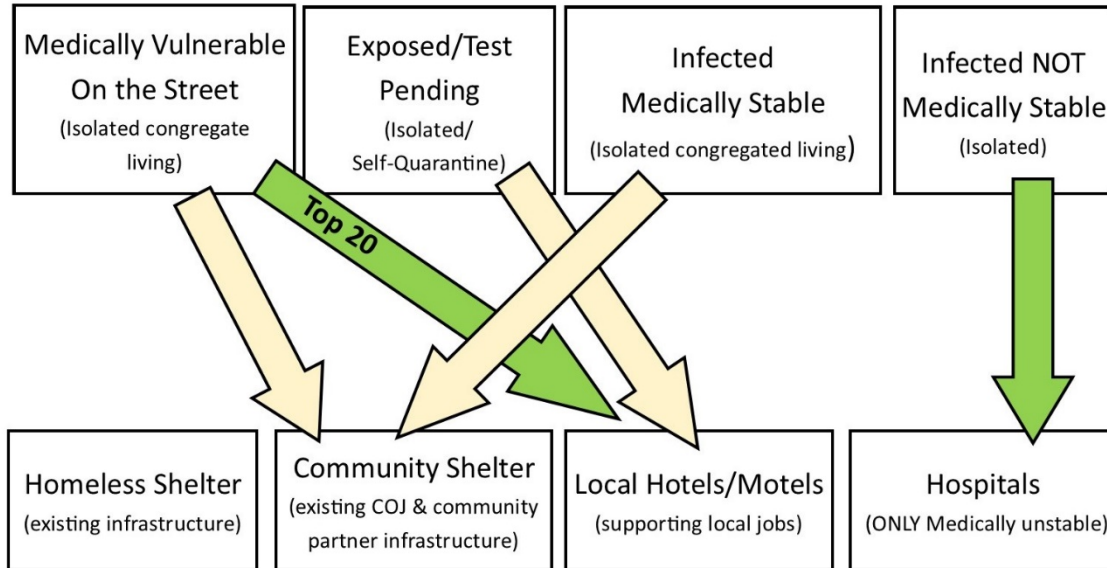 Medically Vulnerable
On the Street
(Isolated congregate
living)
Exposed/Test
Pending
(Isolated/
Self-Quarantine)
Infected
Medically Stable
(Isolated congregated living)
Infected NOT
Medically Stable
(Isolated)
Top 20
Homeless Shelter
(existing infrastructure)
Community Shelter
(existing COJ & community
partner infrastructure)
Local Hotels/Motels
(supporting local jobs)
Hospitals
(ONLY Medically unstable)